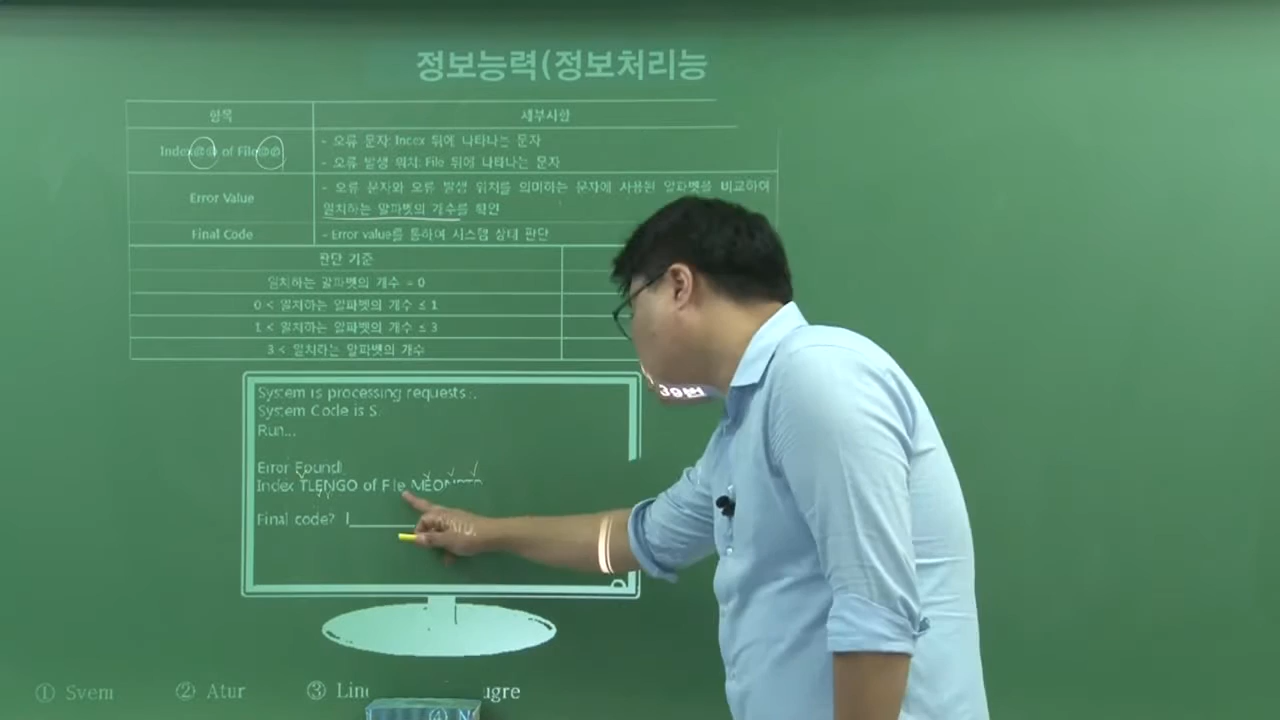 정보능력(정보처리능
항목 세부사항
Index@@ of File@@
- 오류 문자: Index 뒤에 나타나는 문자
- 오류 발생 위치: File 뒤에 나타나는 문자
Error Value
- 오류 문자와 오류 발생 위치를 의미하는 문자에 사용된 알파벳을 비교하여
일치하는 알파벳의 개수를 확인
Final Code - Error value를 통하여 시스템 상태 판단
판단 기준
일치하는 알파벳의 개수 = 0
0 < 일치하는 알파벳의 개수 ≤ 1
1 < 일치하는 알파벳의 개수 ≤ 3
3 < 일치하는 알파벳의 개수
39번
System is processing requests...
System Code is S.
Run...
Error Found!
Index TLENGO of File
Final code?
① Svem ② Atur ③ ugre
④